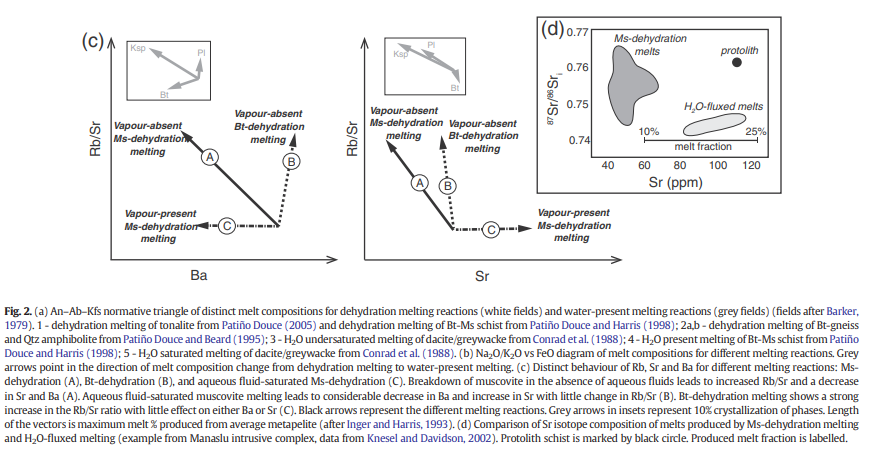 (c)
Rb/Sr
Ksp
Pl
Bt
Vapour-absent
Ms-dehydration
melting
Vapour-absent
Bt-dehydration
melting
A
B
Vapour-present
Ms-dehydration
melting
C
Ba
Rb/Sr
Pl
Ksp
Bt
Vapour-absent
Ms-dehydration
melting
Vapour-absent
Bt-dehydration
melting
A
B
C
Vapour-present
Ms-dehydration
melting
Sr
(d)
0.77
0.76
0.75
0.74
87Sr/86Sri
Ms-dehydration
melts
protolith
H2O-fluxed melts
10%
25%
melt fraction
40 60 80 100 120
Sr (ppm)
Fig. 2. (a) An–Ab–Kfs normative triangle of distinct melt compositions for dehydration melting reactions (white fields) and water-present melting reactions (grey fields) (fields after Barker,
1979). 1 - dehydration melting of tonalite from Patiño Douce (2005) and dehydration melting of Bt-Ms schist from Patiño Douce and Harris (1998); 2a,b - dehydration melting of Bt-gneiss
and Qtz amphibolite from Patiño Douce and Beard (1995); 3 - H2O undersaturated melting of dacite/greywacke from Conrad et al. (1988); 4 - H2O present melting of Bt-Ms schist from Patiño
Douce and Harris (1998); 5 - H2O saturated melting of dacite/greywacke from Conrad et al. (1988). (b) Na2O/K2O vs FeO diagram of melt compositions for different melting reactions. Grey
arrows point in the direction of melt composition change from dehydration melting to water-present melting. (c) Distinct behaviour of Rb, Sr and Ba for different melting reactions: Ms-
dehydration (A), Bt-dehydration (B), and aqueous fluid-saturated Ms-dehydration (C). Breakdown of muscovite in the absence of aqueous fluids leads to increased Rb/Sr and a decrease
in Sr and Ba (A). Aqueous fluid-saturated muscovite melting leads to considerable decrease in Ba and increase in Sr with little change in Rb/Sr (B). Bt-dehydration melting shows a strong
increase in the Rb/Sr ratio with little effect on either Ba or Sr (C). Black arrows represent the different melting reactions. Grey arrows in insets represent 10% crystallization of phases. Length
of the vectors is maximum melt % produced from average metapelite (after Inger and Harris, 1993). (d) Comparison of Sr isotope composition of melts produced by Ms-dehydration melting
and H2O-fluxed melting (example from Manaslu intrusive complex, data from Knesel and Davidson, 2002). Protolith schist is marked by black circle. Produced melt fraction is labelled.